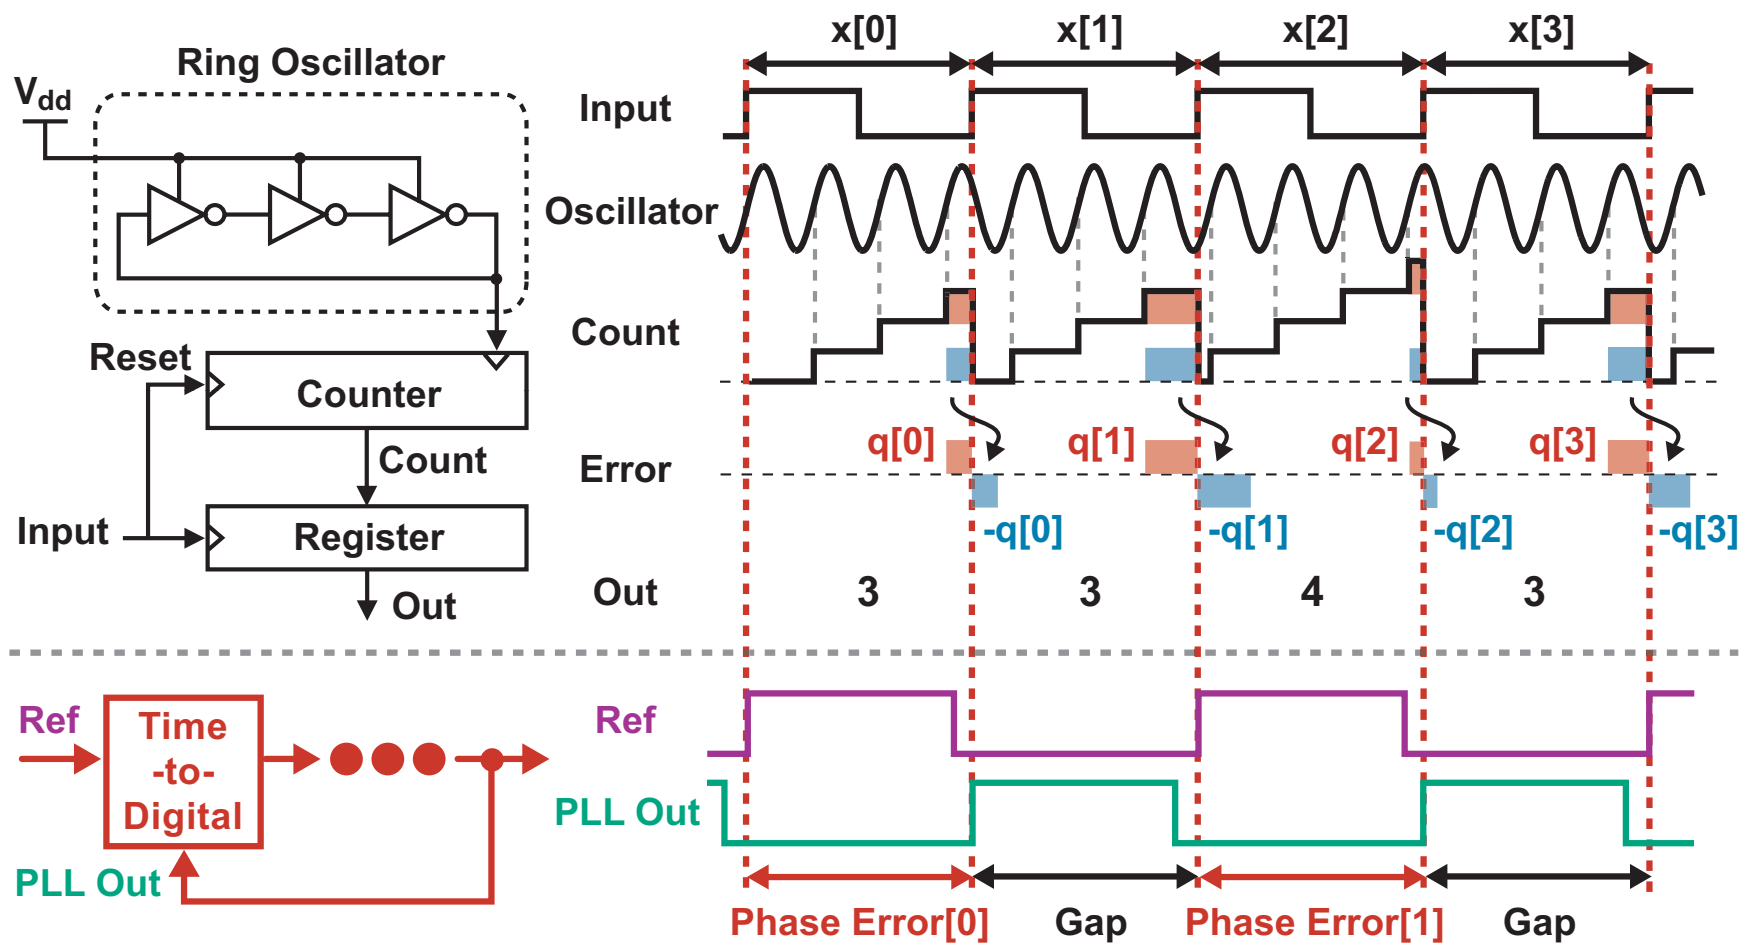 Ring Oscillator
Vdd
Reset
Counter
Count
Input
Register
Out
x[0] x[1] x[2] x[3]
Input
Oscillator
Count
q[0] q[1] q[2] q[3]
Error
-q[0] -q[1] -q[2] -q[3]
Out 3 3 4 3
Ref
Time
-to-
Digital
PLL Out
Ref
PLL Out
Phase Error[0] Gap Phase Error[1] Gap